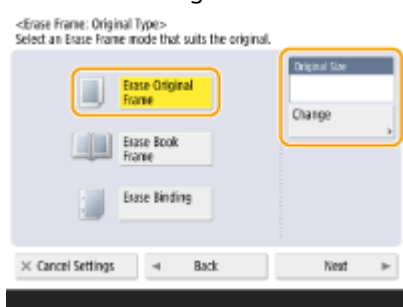 <Erase Frame: Original Type>
Select an Erase Frame mode that suits the original.
Original Size
Erase Original
Frame
Change
Erase Book
Frame
Erase Binding
Cancel Settings
Back
Next